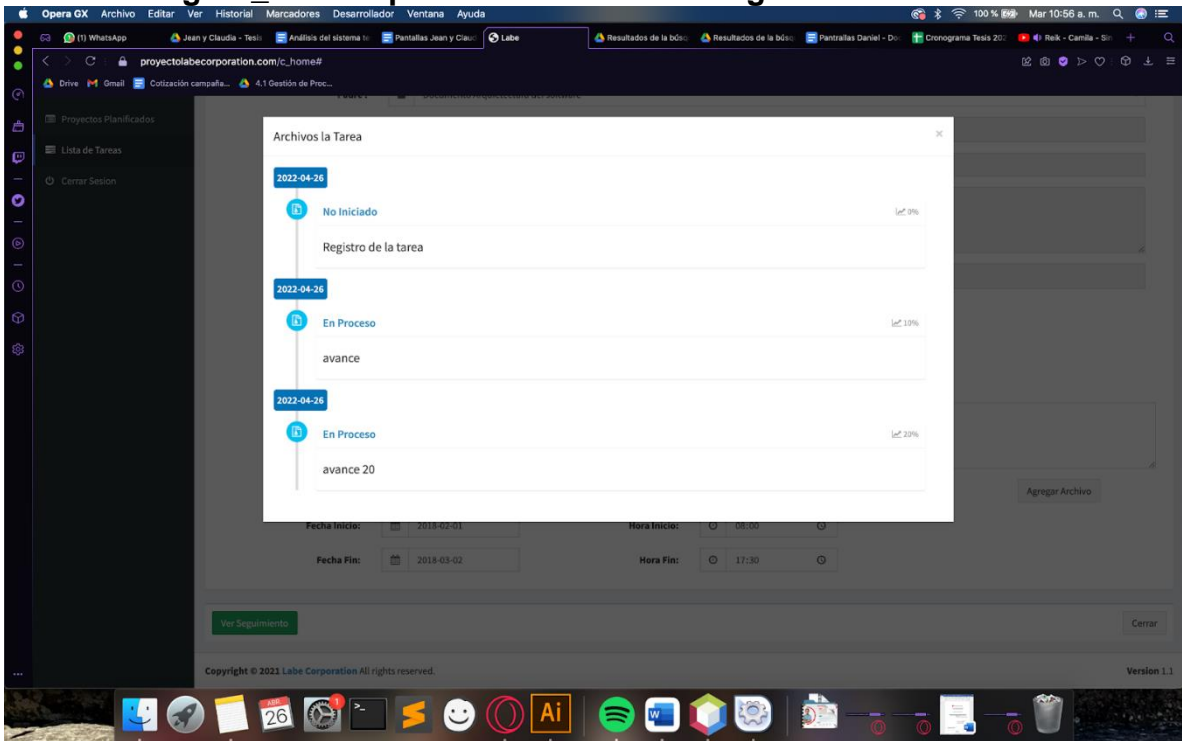 Opera GX Archivo Editar Ver Historial Marcadores Desarrollador Ventana Ayuda 100 % Mar 10:56 a. m.
(1) WhatsApp Jean y Claudia - Tesis Análisis del sistema te Pantallas Jean y Claud Labe Resultados de la búsq Resultados de la búsq Pantrallas Daniel - Do Cronograma Tesis 202 Reik - Camila - Sin
proyectolabecorporation.com/c_home#
Drive Gmail Cotización campaña... 4.1 Gestión de Proc...
Proyectos Planificados
Lista de Tareas
Cerrar Sesion
Archivos la Tarea
×
2022-04-26
No Iniciado
0%
Registro de la tarea
2022-04-26
En Proceso
10%
avance
2022-04-26
En Proceso
20%
avance 20
Agregar Archivo
Fecha Inicio: 2018-02-01 Hora Inicio: 08:00
Fecha Fin: 2018-03-02 Hora Fin: 17:30
Ver Seguimiento
Cerrar
Copyright © 2021 Labe Corporation All rights reserved.
Version 1.1
ABR
26
Ai